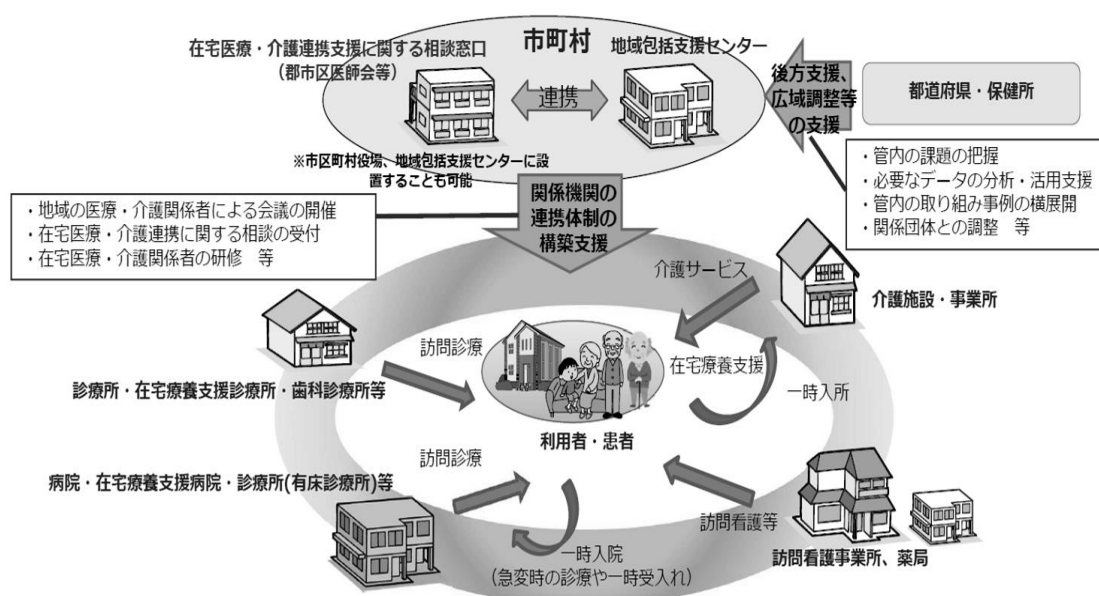 市町村
在宅医療・介護連携支援に関する相談窓口
（郡市区医師会等）
地域包括支援センター
連携
※市区町村役場、地域包括支援センターに設
置することも可能
後方支援、
広域調整等
の支援
都道府県・保健所
・管内の課題の把握
・必要なデータの分析・活用支援
・管内の取り組み事例の横展開
・関係団体との調整　等
関係機関の
連携体制の
構築支援
・地域の医療・介護関係者による会議の開催
・在宅医療・介護連携に関する相談の受付
・在宅医療・介護関係者の研修　等
介護サービス
介護施設・事業所
訪問診療
在宅療養支援
一時入所
診療所・在宅療養支援診療所・歯科診療所等
利用者・患者
訪問診療
病院・在宅療養支援病院・診療所(有床診療所)等
訪問看護等
訪問看護事業所、薬局
一時入院
（急変時の診療や一時受入れ）